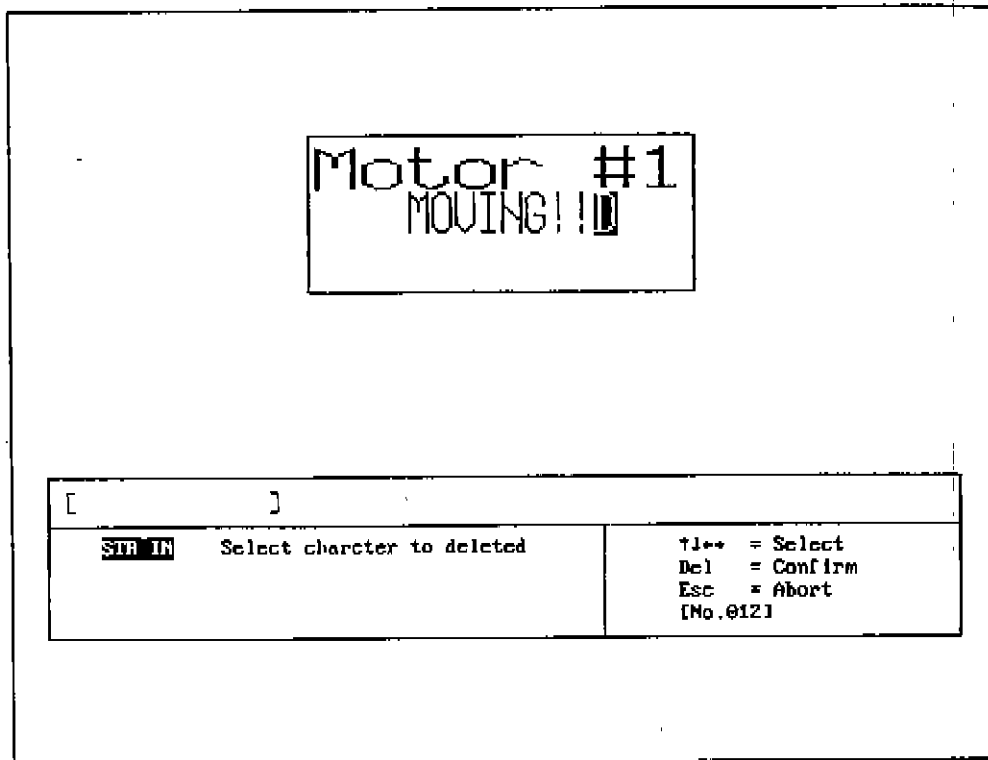 Motor #1
MOVING!!D
[ ]
STR IN Select charcter to deleted
↑↓←→ = Select
Del = Confirm
Esc = Abort
[No.012]